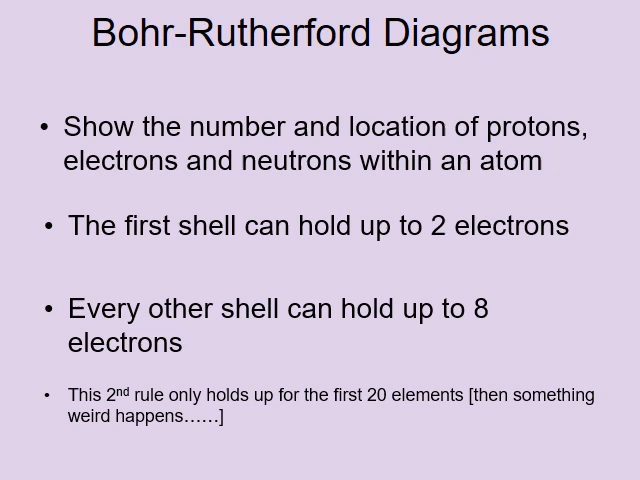 Bohr-Rutherford Diagrams
• Show the number and location of protons,
electrons and neutrons within an atom
• The first shell can hold up to 2 electrons
• Every other shell can hold up to 8
electrons
• This 2nd rule only holds up for the first 20 elements [then something
weird happens……]